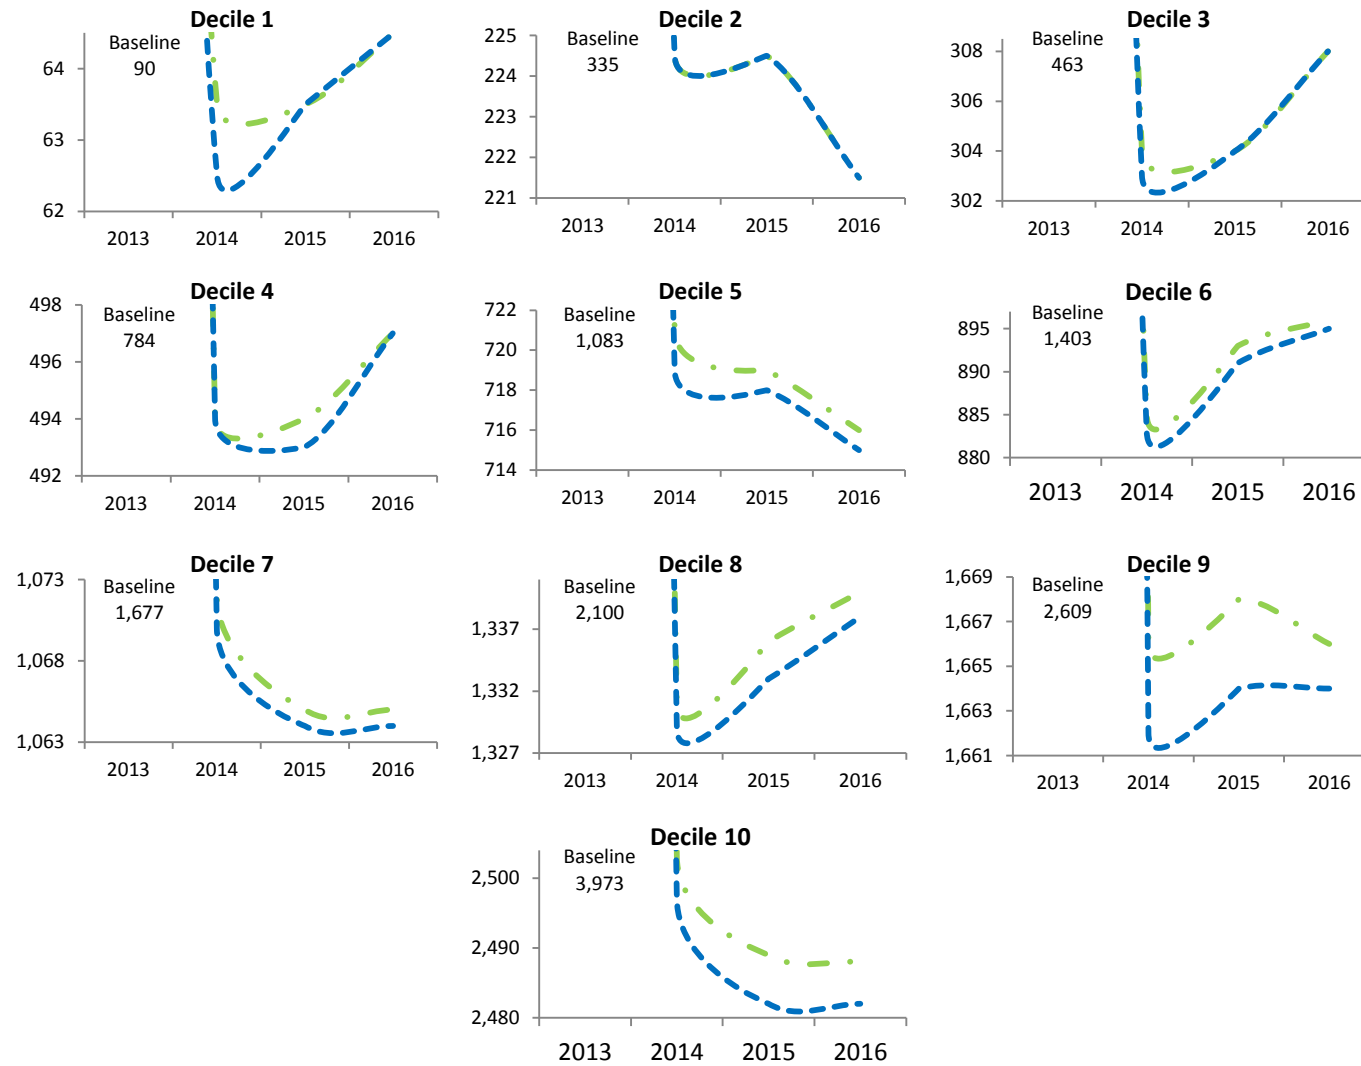 Decile 1
Baseline
90
64
63
62
2013 2014 2015 2016
Decile 2
Baseline
335
225
224
223
222
221
2013 2014 2015 2016
Decile 3
Baseline
463
308
306
304
302
2013 2014 2015 2016
Decile 4
Baseline
784
498
496
494
492
2013 2014 2015 2016
Decile 5
Baseline
1,083
722
720
718
716
714
2013 2014 2015 2016
Decile 6
Baseline
1,403
895
890
885
880
2013 2014 2015 2016
Decile 7
Baseline
1,677
1,073
1,068
1,063
2013 2014 2015 2016
Decile 8
Baseline
2,100
1,337
1,332
1,327
2013 2014 2015 2016
Decile 9
Baseline
2,609
1,669
1,667
1,665
1,663
1,661
2013 2014 2015 2016
Decile 10
Baseline
3,973
2,500
2,490
2,480
2013 2014 2015 2016